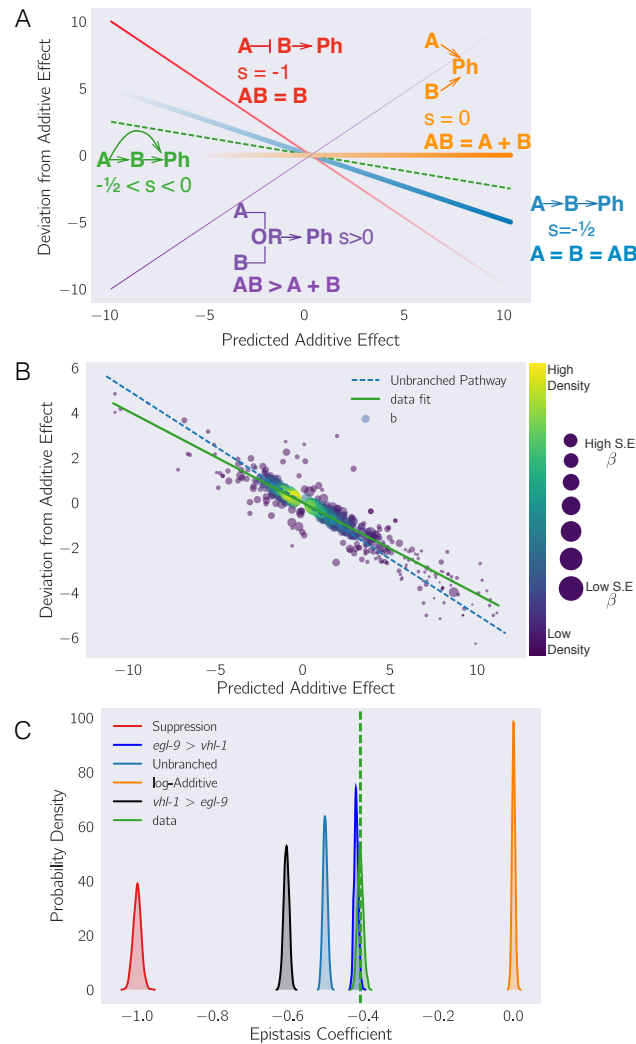 A
Deviation from Additive Effect
10
5
0
−5
−10
−10
−5
0
5
10
Predicted Additive Effect
A B Ph
s = -1
AB = B
A
Ph
B
s = 0
AB = A + B
A B Ph
-½ < s < 0
A
OR Ph s>0
B
AB > A + B
A B Ph
s=-½
A = B = AB
B
Deviation from Additive Effect
6
4
2
0
−2
−4
−6
−10
−5
0
5
10
Predicted Additive Effect
Unbranched Pathway
data fit
b
High
Density
Low
Density
High S.E
β
Low S.E
β
C
Probability Density
100
80
60
40
20
0
−1.0
−0.8
−0.6
−0.4
−0.2
0.0
Epistasis Coefficient
Suppression
egl-9 > vhl-1
Unbranched
log-Additive
vhl-1 > egl-9
data